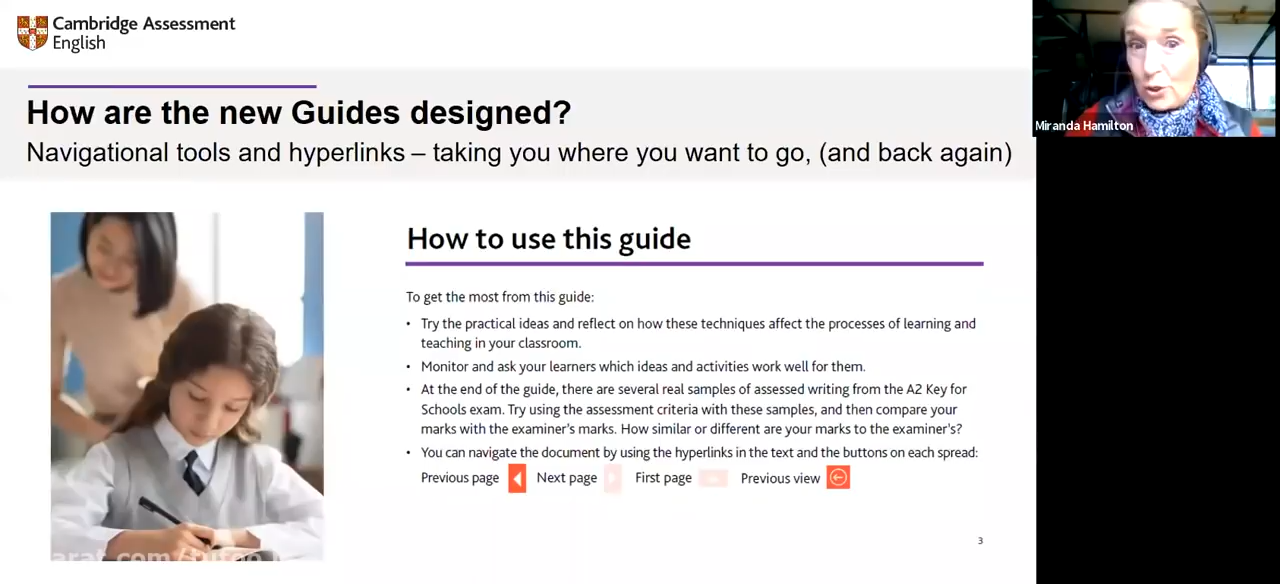 Cambridge Assessment
English
How are the new Guides designed?
Navigational tools and hyperlinks – taking you where you want to go, (and back again)
Miranda Hamilton
How to use this guide
To get the most from this guide:
• Try the practical ideas and reflect on how these techniques affect the processes of learning and
teaching in your classroom.
• Monitor and ask your learners which ideas and activities work well for them.
• At the end of the guide, there are several real samples of assessed writing from the A2 Key for
Schools exam. Try using the assessment criteria with these samples, and then compare your
marks with the examiner's marks. How similar or different are your marks to the examiner's?
• You can navigate the document by using the hyperlinks in the text and the buttons on each spread:
Previous page Next page First page Previous view
3